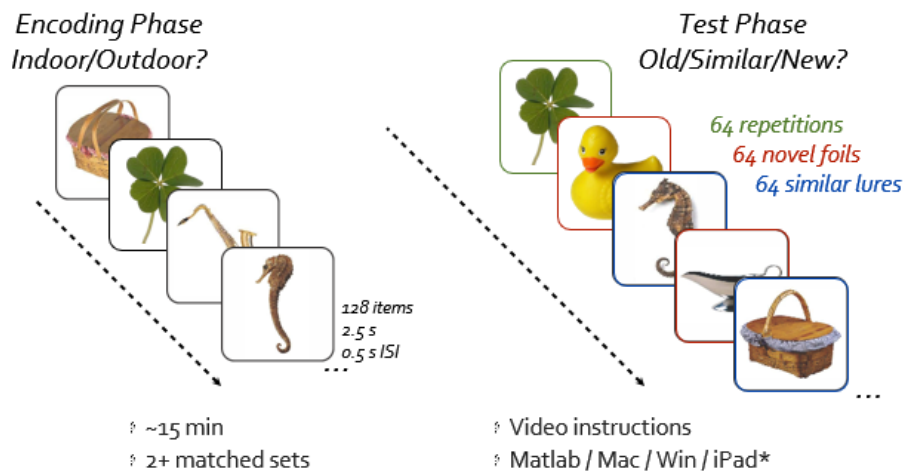 Encoding Phase
Indoor/Outdoor?
128 items
2.5 s
0.5 s ISI
...
~15 min
2+ matched sets
Test Phase
Old/Similar/New?
64 repetitions
64 novel foils
64 similar lures
...
Video instructions
Matlab / Mac / Win / iPad*